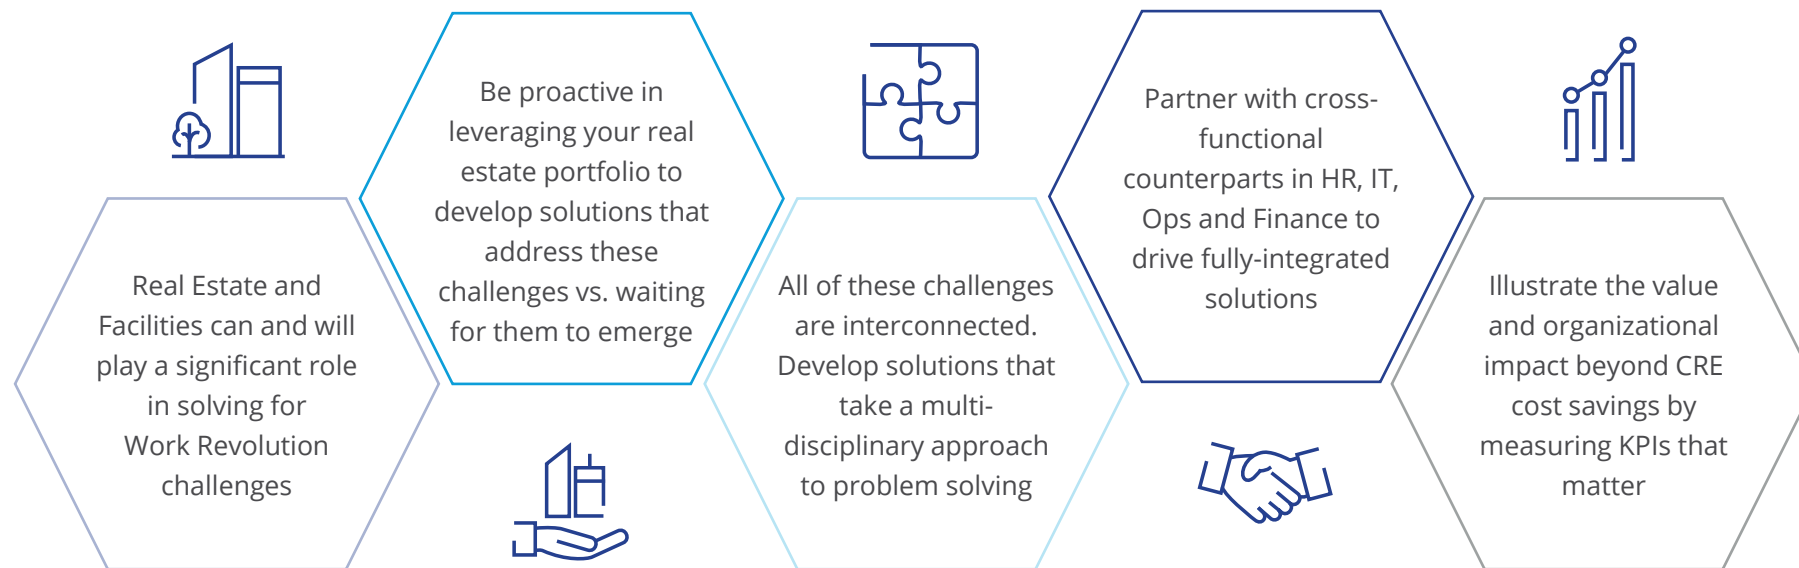 Real Estate and
Facilities can and will
play a significant role
in solving for
Work Revolution
challenges
Be proactive in
leveraging your real
estate portfolio to
develop solutions that
address these
challenges vs. waiting
for them to emerge
All of these challenges
are interconnected.
Develop solutions that
take a multi-
disciplinary approach
to problem solving
Partner with cross-
functional
counterparts in HR, IT,
Ops and Finance to
drive fully-integrated
solutions
Illustrate the value
and organizational
impact beyond CRE
cost savings by
measuring KPIs that
matter